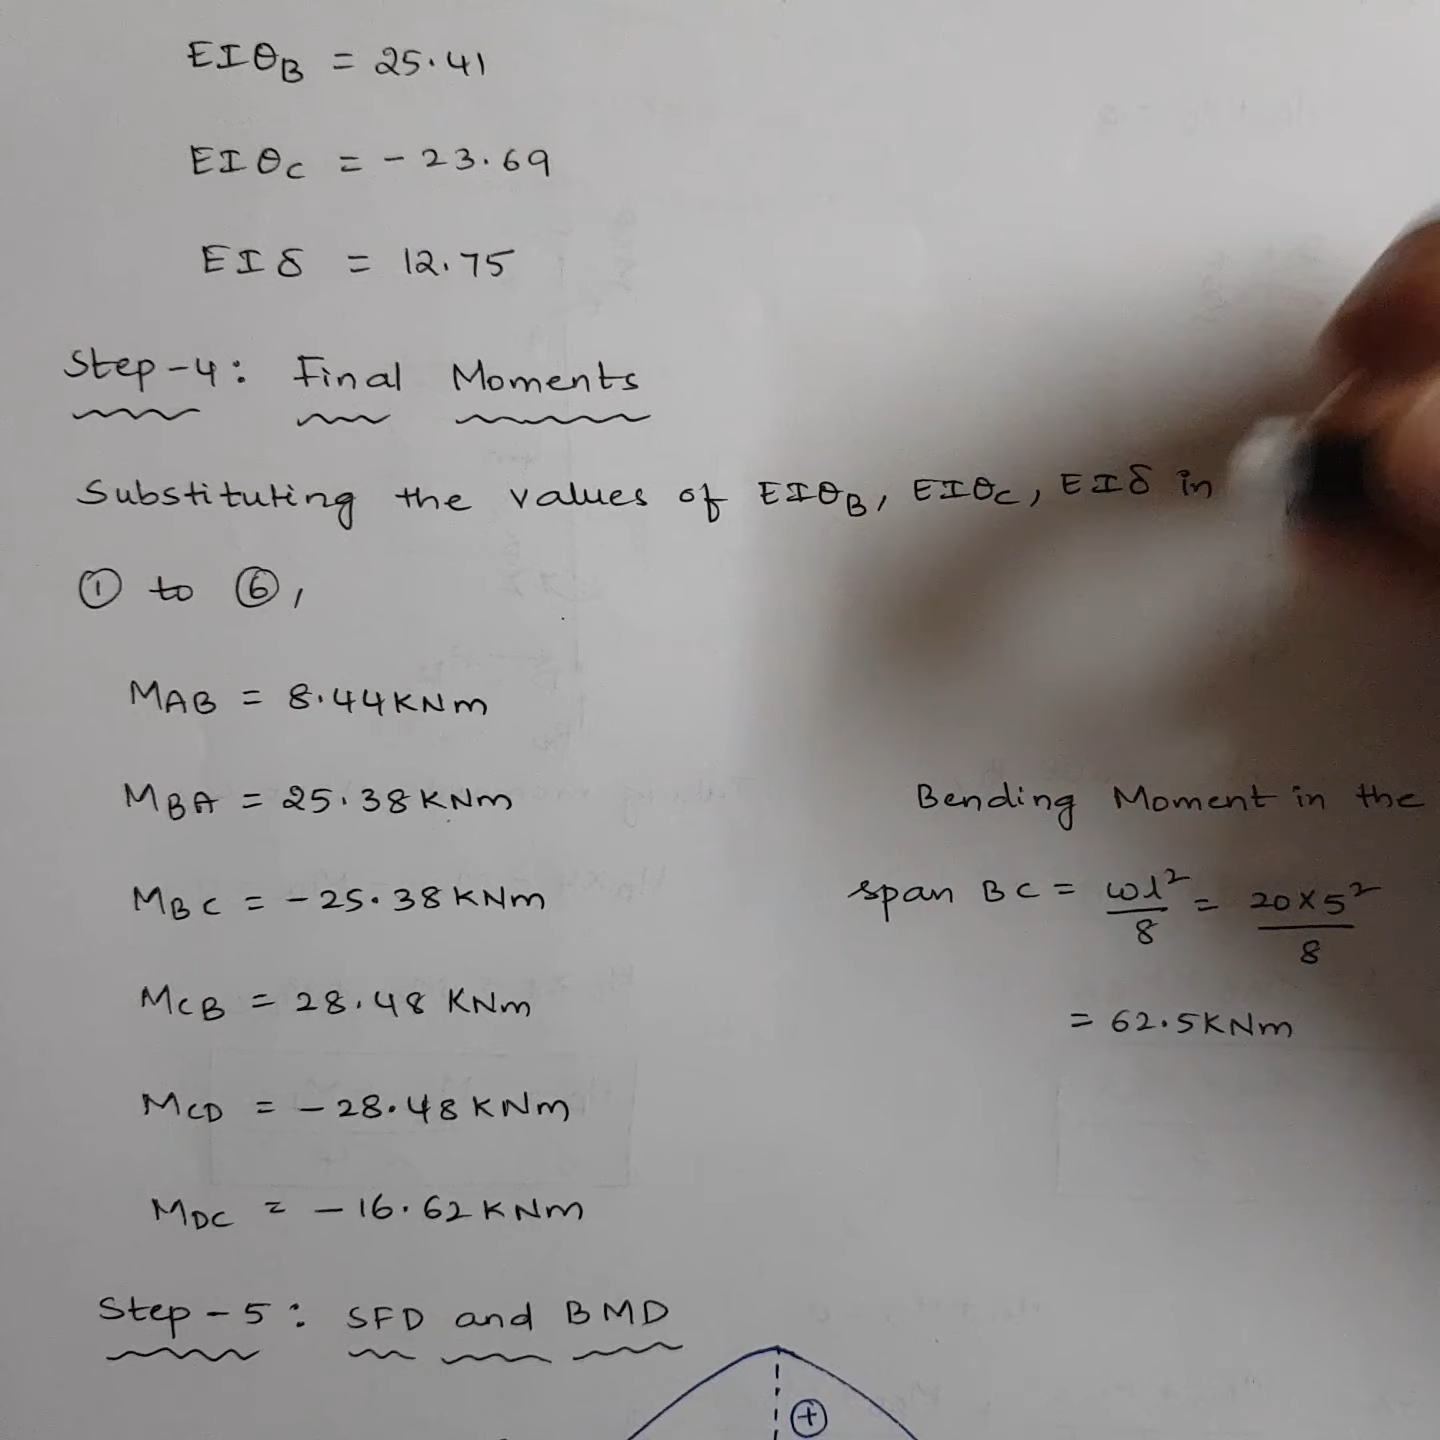 EIθB = 25.41
EIθC = -23.69
EIδ = 12.75
Step-4: Final Moments
Substituting the values of EIθB, EIθC, EIδ in
① to ⑥,
MAB = 8.44KNm
MBA = 25.38KNm
MBC = -25.38KNm
MCB = 28.48 KNm
MCD = -28.48KNm
MDC = -16.62KNm
Bending Moment in the
span BC = ωl²/8 = 20×5²/8
= 62.5KNm
Step-5: SFD and BMD
+